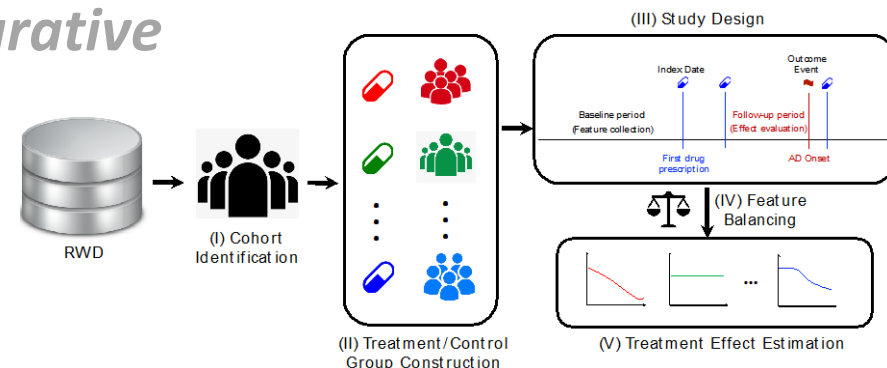 urative
(III) Study Design
Index Date
Outcome
Event
Baseline period
(Feature collection)
Follow-up period
(Effect evaluation)
First drug
prescription
AD Onset
RWD
(I) Cohort
Identification
(IV) Feature
Balancing
...
(II) Treatment/Control
Group Construction
(V) Treatment Effect Estimation